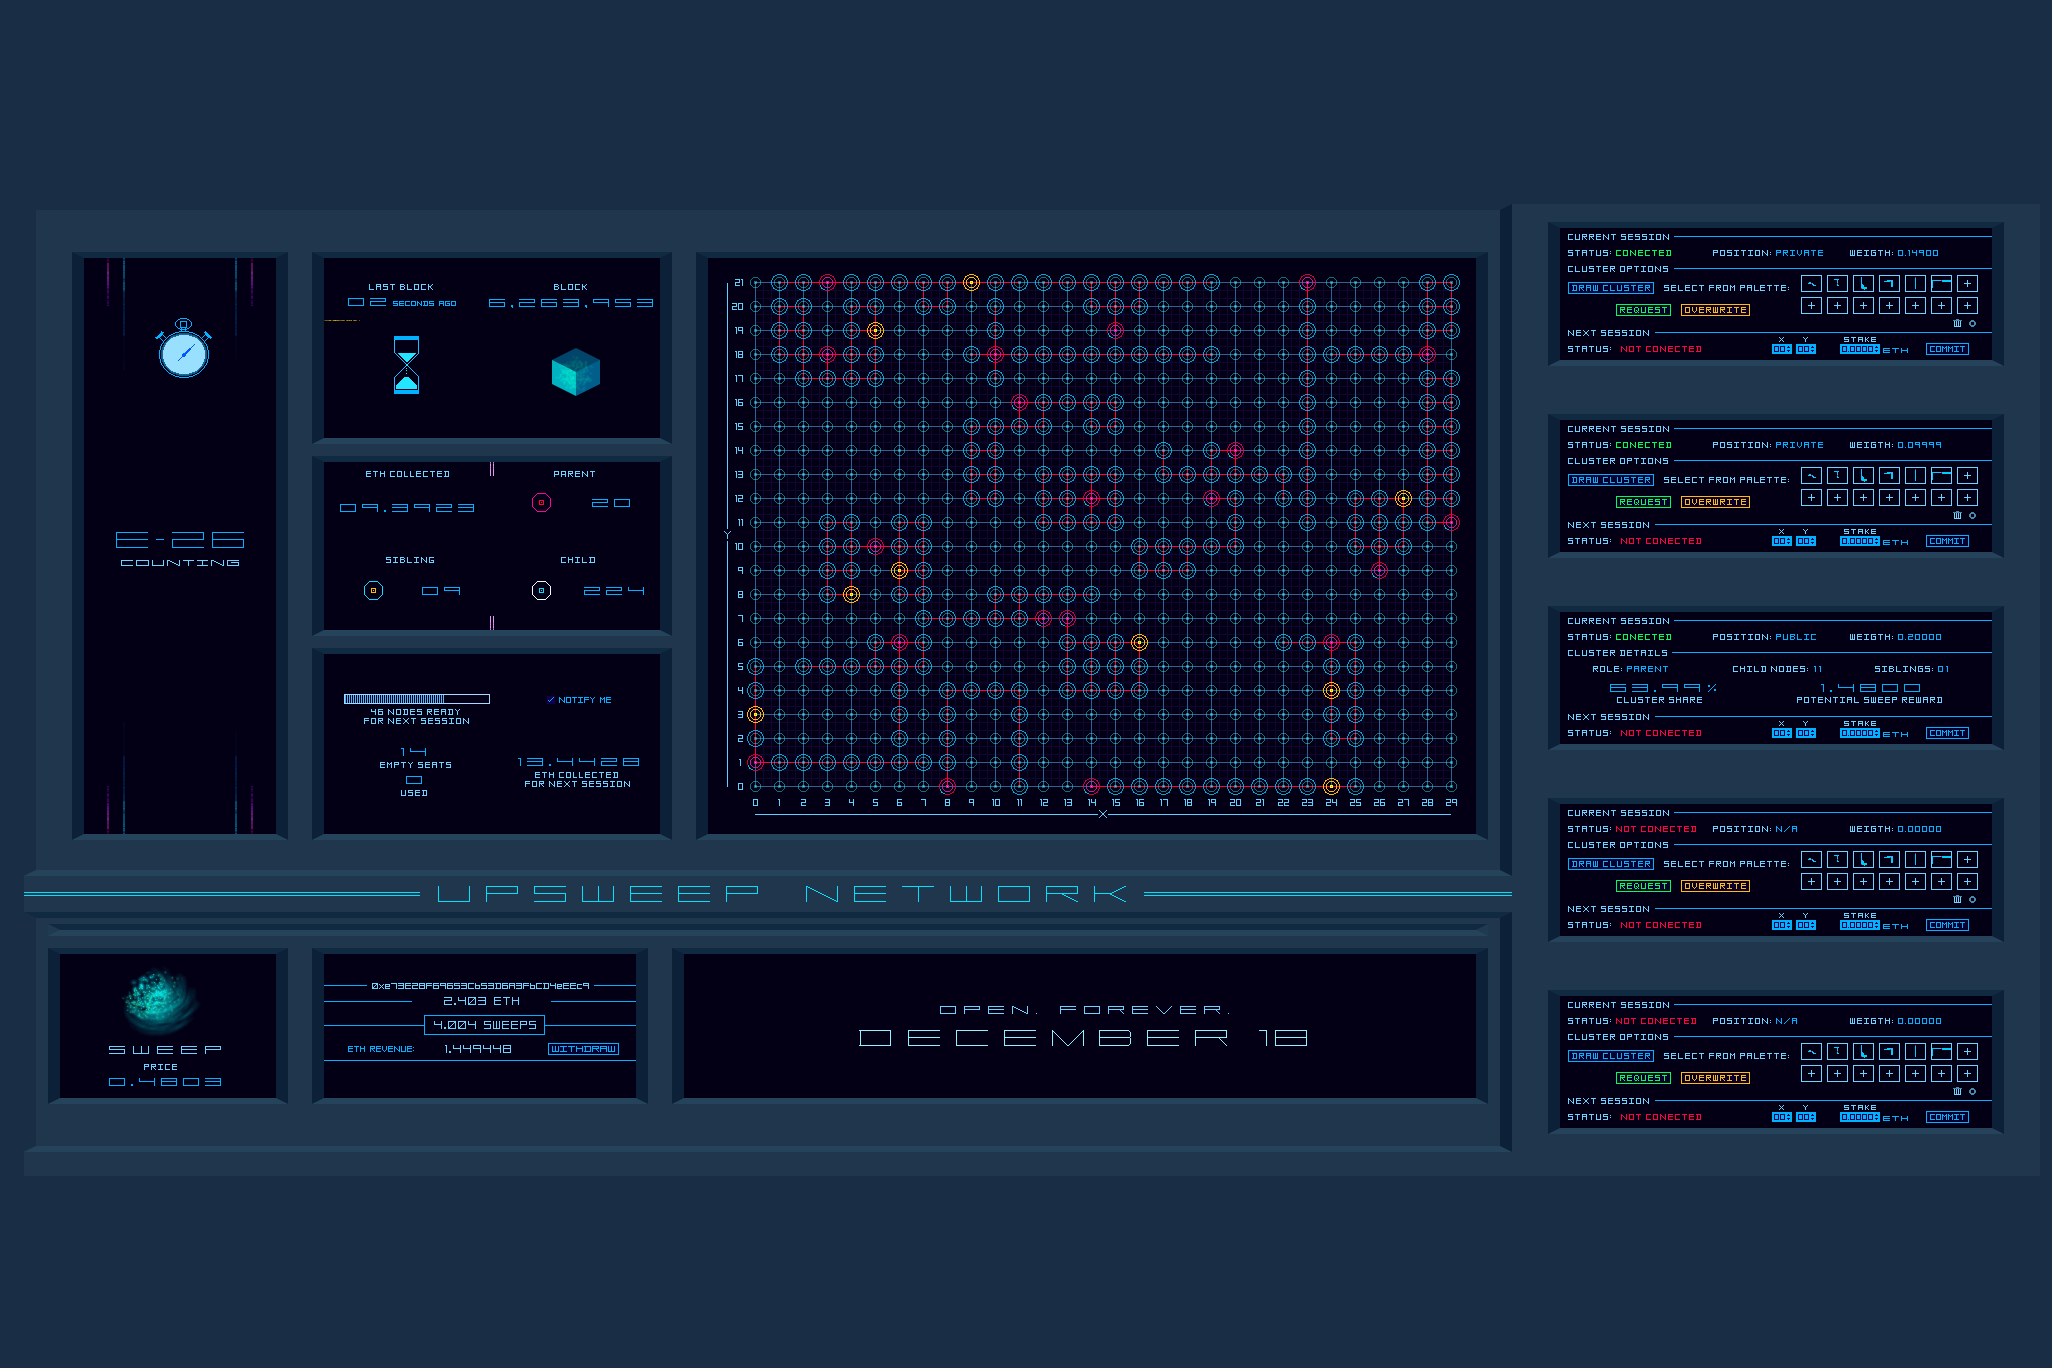 E-26
COUNTING
LAST BLOCK
02 SECONDS AGO
BLOCK
6.263.953
ETH COLLECTED
09.3923
PARENT
20
SIBLING
09
CHILD
224
46 NODES READY
FOR NEXT SESSION
NOTIFY ME
14
EMPTY SEATS
0
USED
13.4428
ETH COLLECTED
FOR NEXT SESSION
21
20
19
18
17
16
15
14
13
12
11
10
9
8
7
6
5
4
3
2
1
0
Y
0 1 2 3 4 5 6 7 8 9 10 11 12 13 14 15 16 17 18 19 20 21 22 23 24 25 26 27 28 29
X
UPSWEEP NETWORK
SWEEP
PRICE
0.4803
2.403 ETH
4.004 SWEEPS
ETH REVENUE: 1.449448 WITHDRAW
OPEN. FOREVER.
DECEMBER 18
CURRENT SESSION
STATUS: CONECTED POSITION: PRIVATE WEIGTH: 0.14900
CLUSTER OPTIONS
DRAW CLUSTER SELECT FROM PALETTE:
REQUEST OVERWRITE
NEXT SESSION
X Y STAKE
STATUS: NOT CONECTED 00 00 0.0000 ETH COMMIT
CURRENT SESSION
STATUS: CONECTED POSITION: PRIVATE WEIGTH: 0.09999
CLUSTER OPTIONS
DRAW CLUSTER SELECT FROM PALETTE:
REQUEST OVERWRITE
NEXT SESSION
X Y STAKE
STATUS: NOT CONECTED 00 00 0.0000 ETH COMMIT
CURRENT SESSION
STATUS: CONECTED POSITION: PUBLIC WEIGTH: 0.20000
CLUSTER DETAILS
ROLE: PARENT CHILD NODES: 11 SIBLINGS: 01
63.99% 1.4800
CLUSTER SHARE POTENTIAL SWEEP REWARD
NEXT SESSION
X Y STAKE
STATUS: NOT CONECTED 00 00 0.0000 ETH COMMIT
CURRENT SESSION
STATUS: NOT CONECTED POSITION: N/A WEIGTH: 0.00000
CLUSTER OPTIONS
DRAW CLUSTER SELECT FROM PALETTE:
REQUEST OVERWRITE
NEXT SESSION
X Y STAKE
STATUS: NOT CONECTED 00 00 0.0000 ETH COMMIT
CURRENT SESSION
STATUS: NOT CONECTED POSITION: N/A WEIGTH: 0.00000
CLUSTER OPTIONS
DRAW CLUSTER SELECT FROM PALETTE:
REQUEST OVERWRITE
NEXT SESSION
X Y STAKE
STATUS: NOT CONECTED 00 00 0.0000 ETH COMMIT